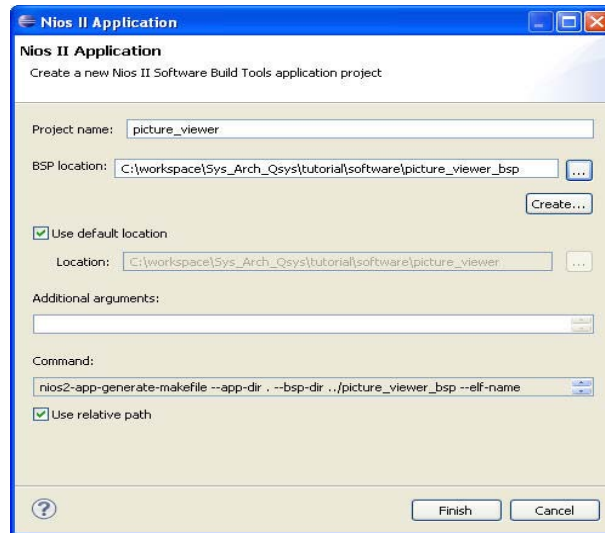 Nios II Application
Nios II Application
Create a new Nios II Software Build Tools application project
Project name: picture_viewer
BSP location: C:\workspace\Sys_Arch_Qsys\tutorial\software\picture_viewer_bsp ...
Create...
Use default location
Location: C:\workspace\Sys_Arch_Qsys\tutorial\software\picture_viewer ...
Additional arguments:
Command:
nios2-app-generate-makefile --app-dir . --bsp-dir ../picture_viewer_bsp --elf-name
Use relative path
? Finish Cancel